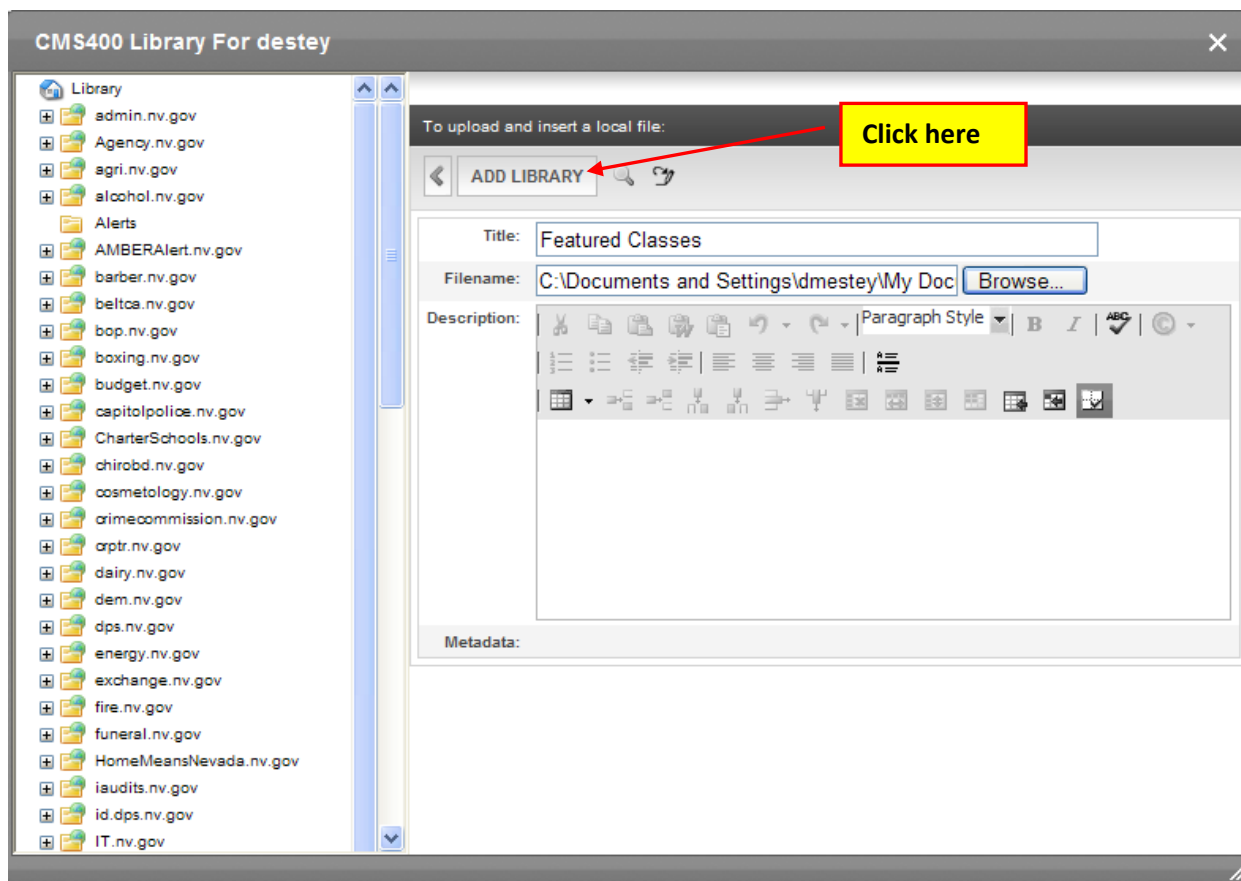 CMS400 Library For destey
Library
admin.nv.gov
Agency.nv.gov
agri.nv.gov
alcohol.nv.gov
Alerts
AMBERAlert.nv.gov
barber.nv.gov
beltca.nv.gov
bop.nv.gov
boxing.nv.gov
budget.nv.gov
capitolpolice.nv.gov
CharterSchools.nv.gov
chirobd.nv.gov
cosmetology.nv.gov
crimecommission.nv.gov
crptr.nv.gov
dairy.nv.gov
dem.nv.gov
dps.nv.gov
energy.nv.gov
exchange.nv.gov
fire.nv.gov
funeral.nv.gov
HomeMeansNevada.nv.gov
iaudits.nv.gov
id.dps.nv.gov
IT.nv.gov
To upload and insert a local file:
Click here
ADD LIBRARY
Title: Featured Classes
Filename: C:\Documents and Settings\dmestey\My Doc Browse...
Description: Paragraph Style B I ABC
Metadata: